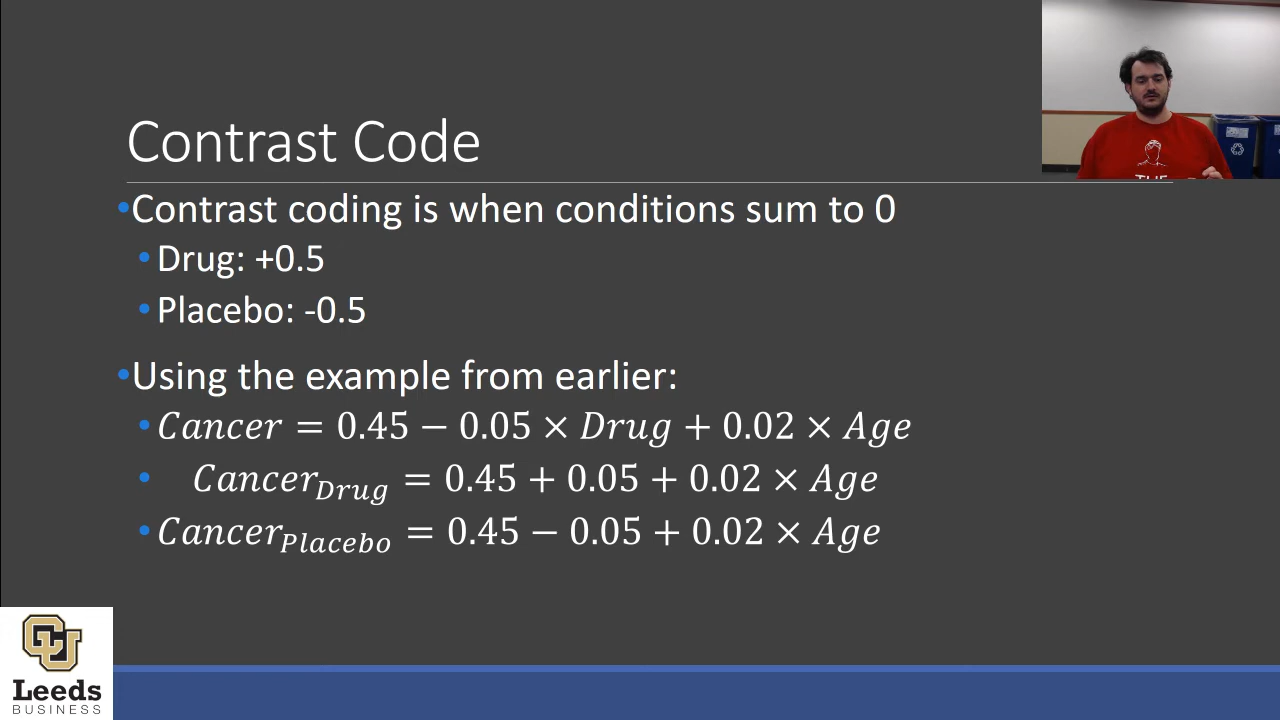 Contrast Code
•Contrast coding is when conditions sum to 0
• Drug: +0.5
• Placebo: -0.5
•Using the example from earlier:
• Cancer = 0.45 − 0.05 × Drug + 0.02 × Age
• Cancer_Drug = 0.45 + 0.05 + 0.02 × Age
• Cancer_Placebo = 0.45 − 0.05 + 0.02 × Age
THE
CU
Leeds
BUSINESS